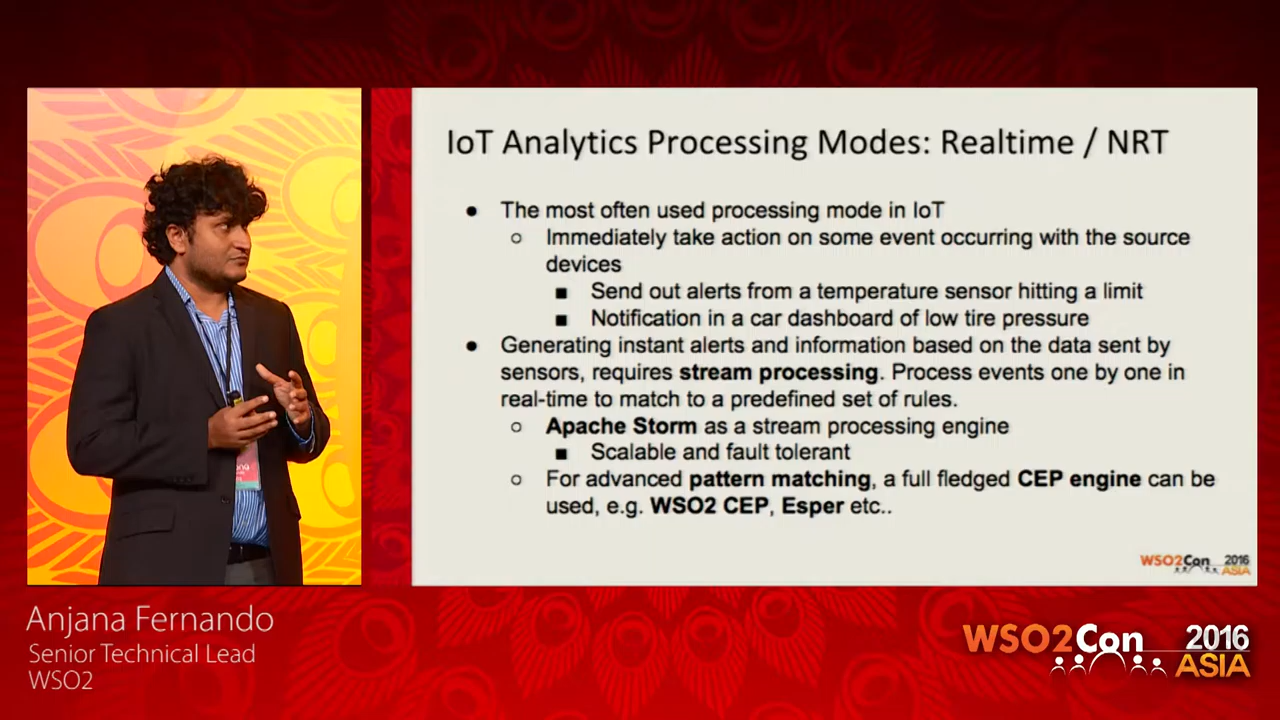 IoT Analytics Processing Modes: Realtime / NRT
● The most often used processing mode in IoT
○ Immediately take action on some event occurring with the source
devices
■ Send out alerts from a temperature sensor hitting a limit
■ Notification in a car dashboard of low tire pressure
● Generating instant alerts and information based on the data sent by
sensors, requires stream processing. Process events one by one in
real-time to match to a predefined set of rules.
○ Apache Storm as a stream processing engine
■ Scalable and fault tolerant
○ For advanced pattern matching, a full fledged CEP engine can be
used, e.g. WSO2 CEP, Esper etc..
WSO2Con 2016
ASIA
Anjana Fernando
Senior Technical Lead
WSO2
WSO2Con 2016
ASIA